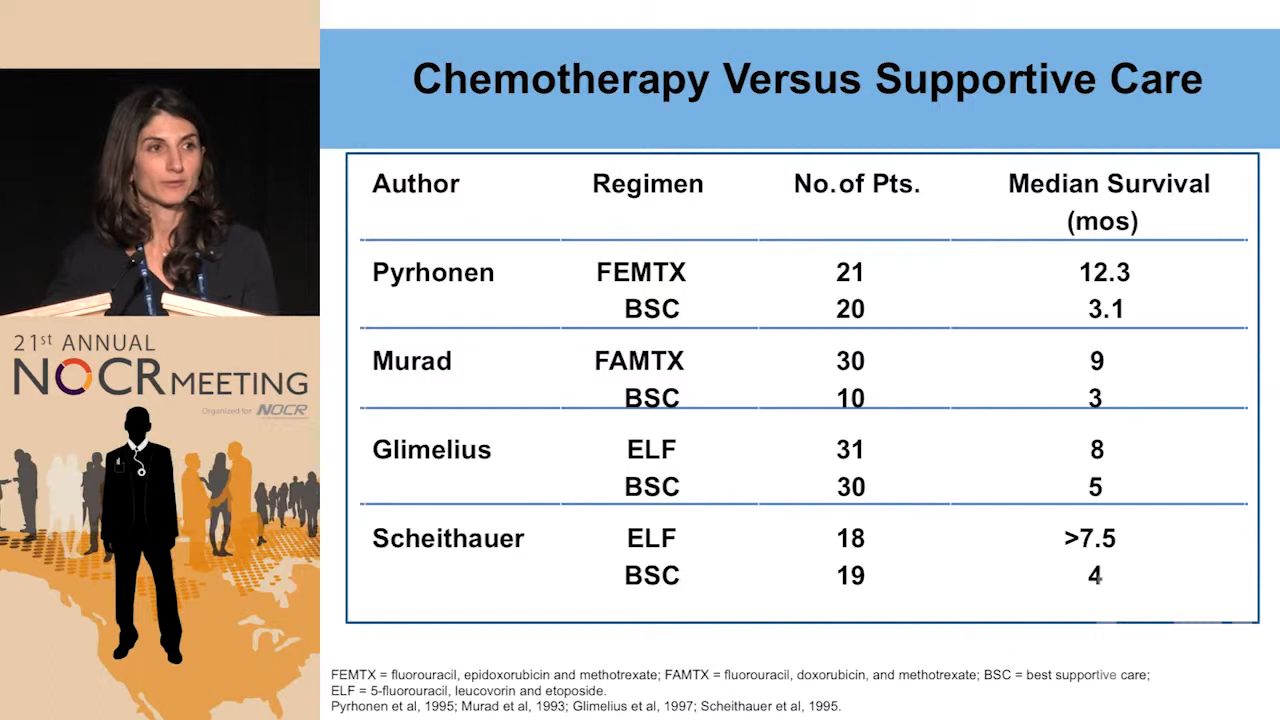 Chemotherapy Versus Supportive Care
Author Regimen No.of Pts. Median Survival
(mos)
Pyrhonen FEMTX 21 12.3
BSC 20 3.1
Murad FAMTX 30 9
BSC 10 3
Glimelius ELF 31 8
BSC 30 5
Scheithauer ELF 18 >7.5
BSC 19 4
FEMTX = fluorouracil, epidoxorubicin and methotrexate; FAMTX = fluorouracil, doxorubicin, and methotrexate; BSC = best supportive care;
ELF = 5-fluorouracil, leucovorin and etoposide.
Pyrhonen et al, 1995; Murad et al, 1993; Glimelius et al, 1997; Scheithauer et al, 1995.
21st ANNUAL
NOCR MEETING
Organized for NOCR